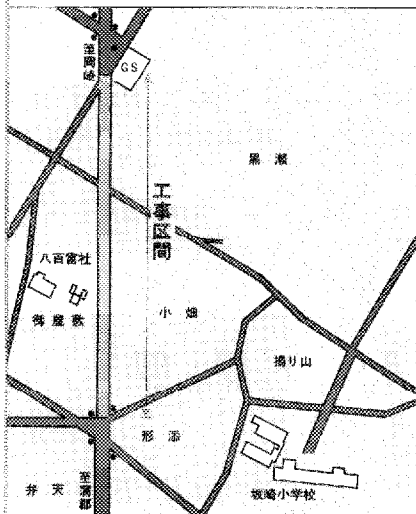 至岡崎
GS
黒瀬
工事区間
八百富社
御屋敷
小畑
揚り山
形添
弁天
至蒲郡
坂崎小学校